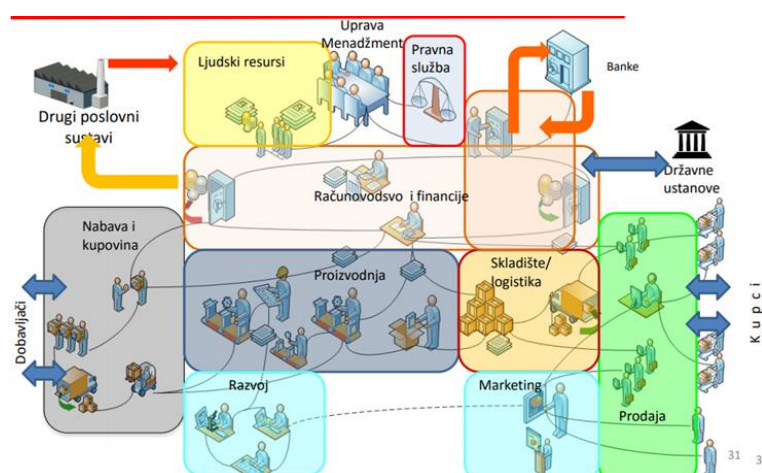 Uprava
Menadžment
Ljudski resursi
Pravna
služba
Banke
Drugi poslovni
sustavi
Državne
ustanove
Računovodsvo i financije
Nabava i
kupovina
Proizvodnja
Skladište/
logistika
Dobavljači
Kupci
Razvoj
Marketing
Prodaja
31
3